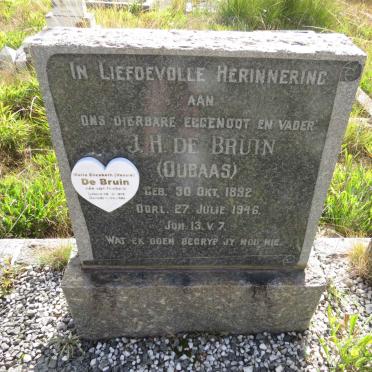 In Liefdevolle Herinnering
aan
ons dierbare eggenoot en vader
J. H. de Bruin
(Oubaas)
Geb. 30 Okt. 1892
Oorl. 27 Julie 1946.
Joh. 13. v. 7.
Wat ek doen begryp jy nou nie.
De Bruin